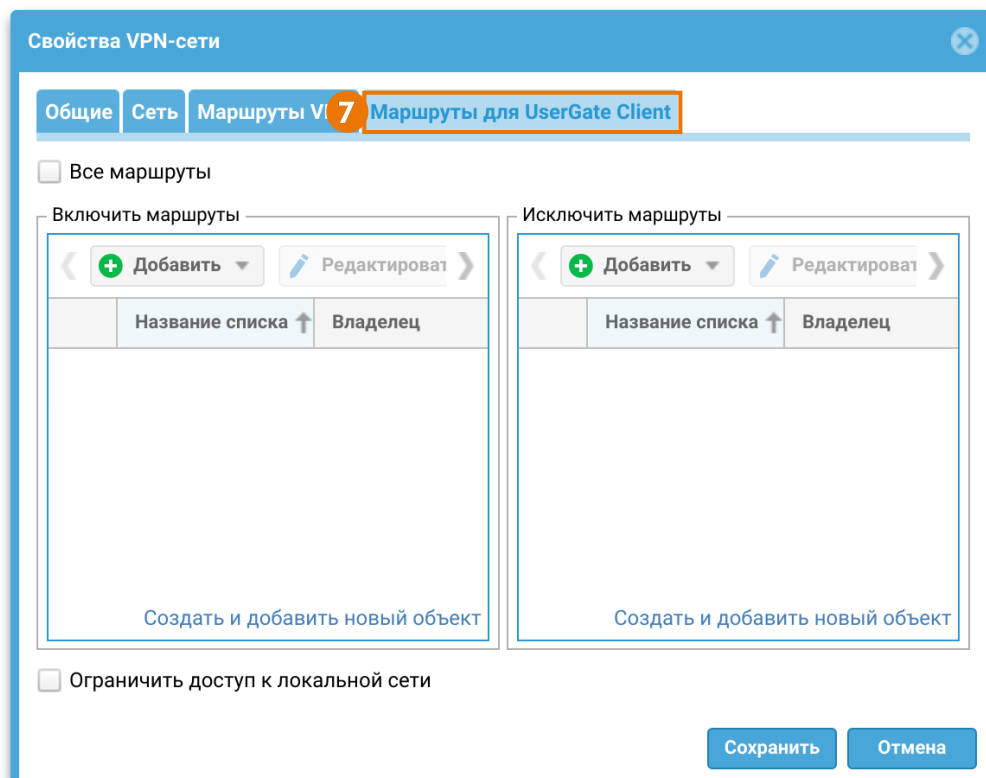 Свойства VPN-сети
Общие Сеть Маршруты 7 Маршруты для UserGate Client
Все маршруты
Включить маршруты Исключить маршруты
Добавить Добавить
Название списка Владелец Название списка Владелец
Создать и добавить новый объект Создать и добавить новый объект
Ограничить доступ к локальной сети
Сохранить Отмена